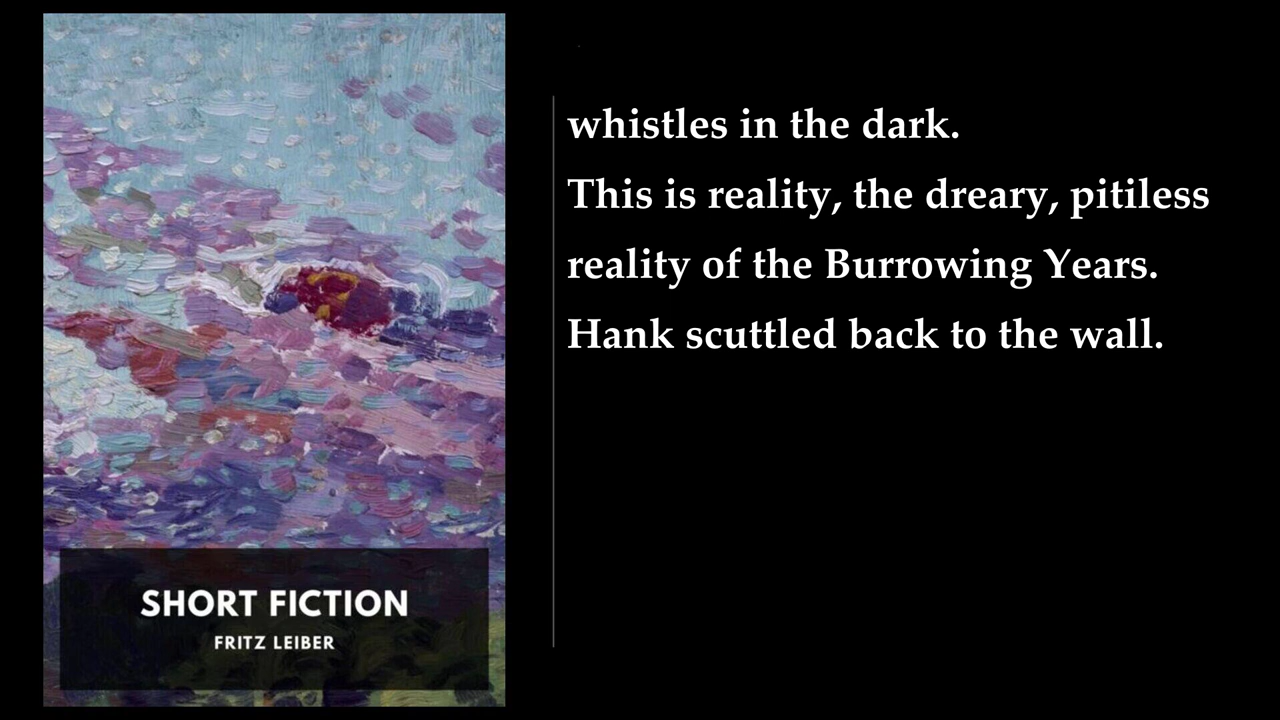 SHORT FICTION
FRITZ LEIBER
whistles in the dark.
This is reality, the dreary, pitiless
reality of the Burrowing Years.
Hank scuttled back to the wall.